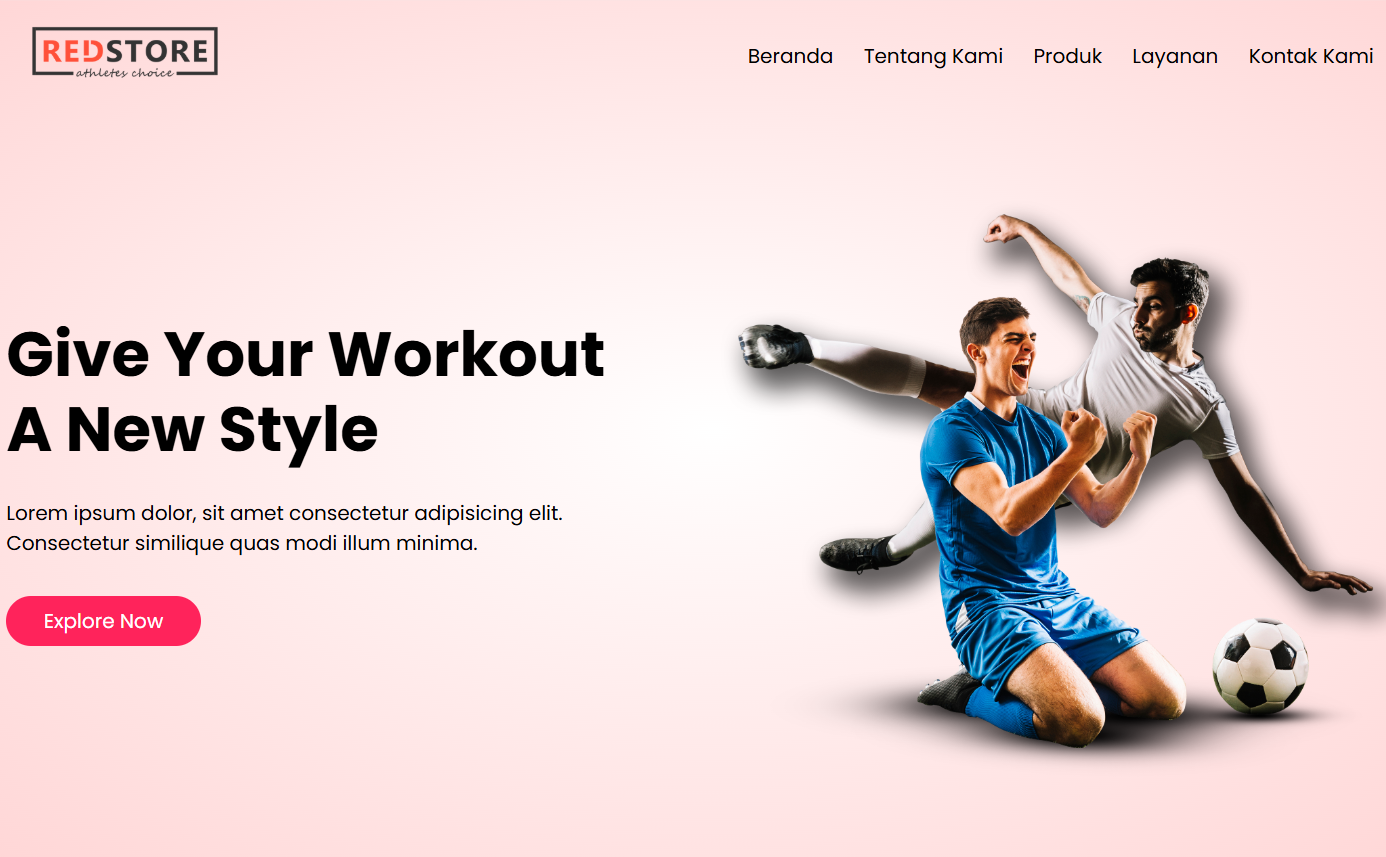 REDSTORE
athletes choice
Beranda Tentang Kami Produk Layanan Kontak Kami
Give Your Workout
A New Style
Lorem ipsum dolor, sit amet consectetur adipisicing elit.
Consectetur similique quas modi illum minima.
Explore Now